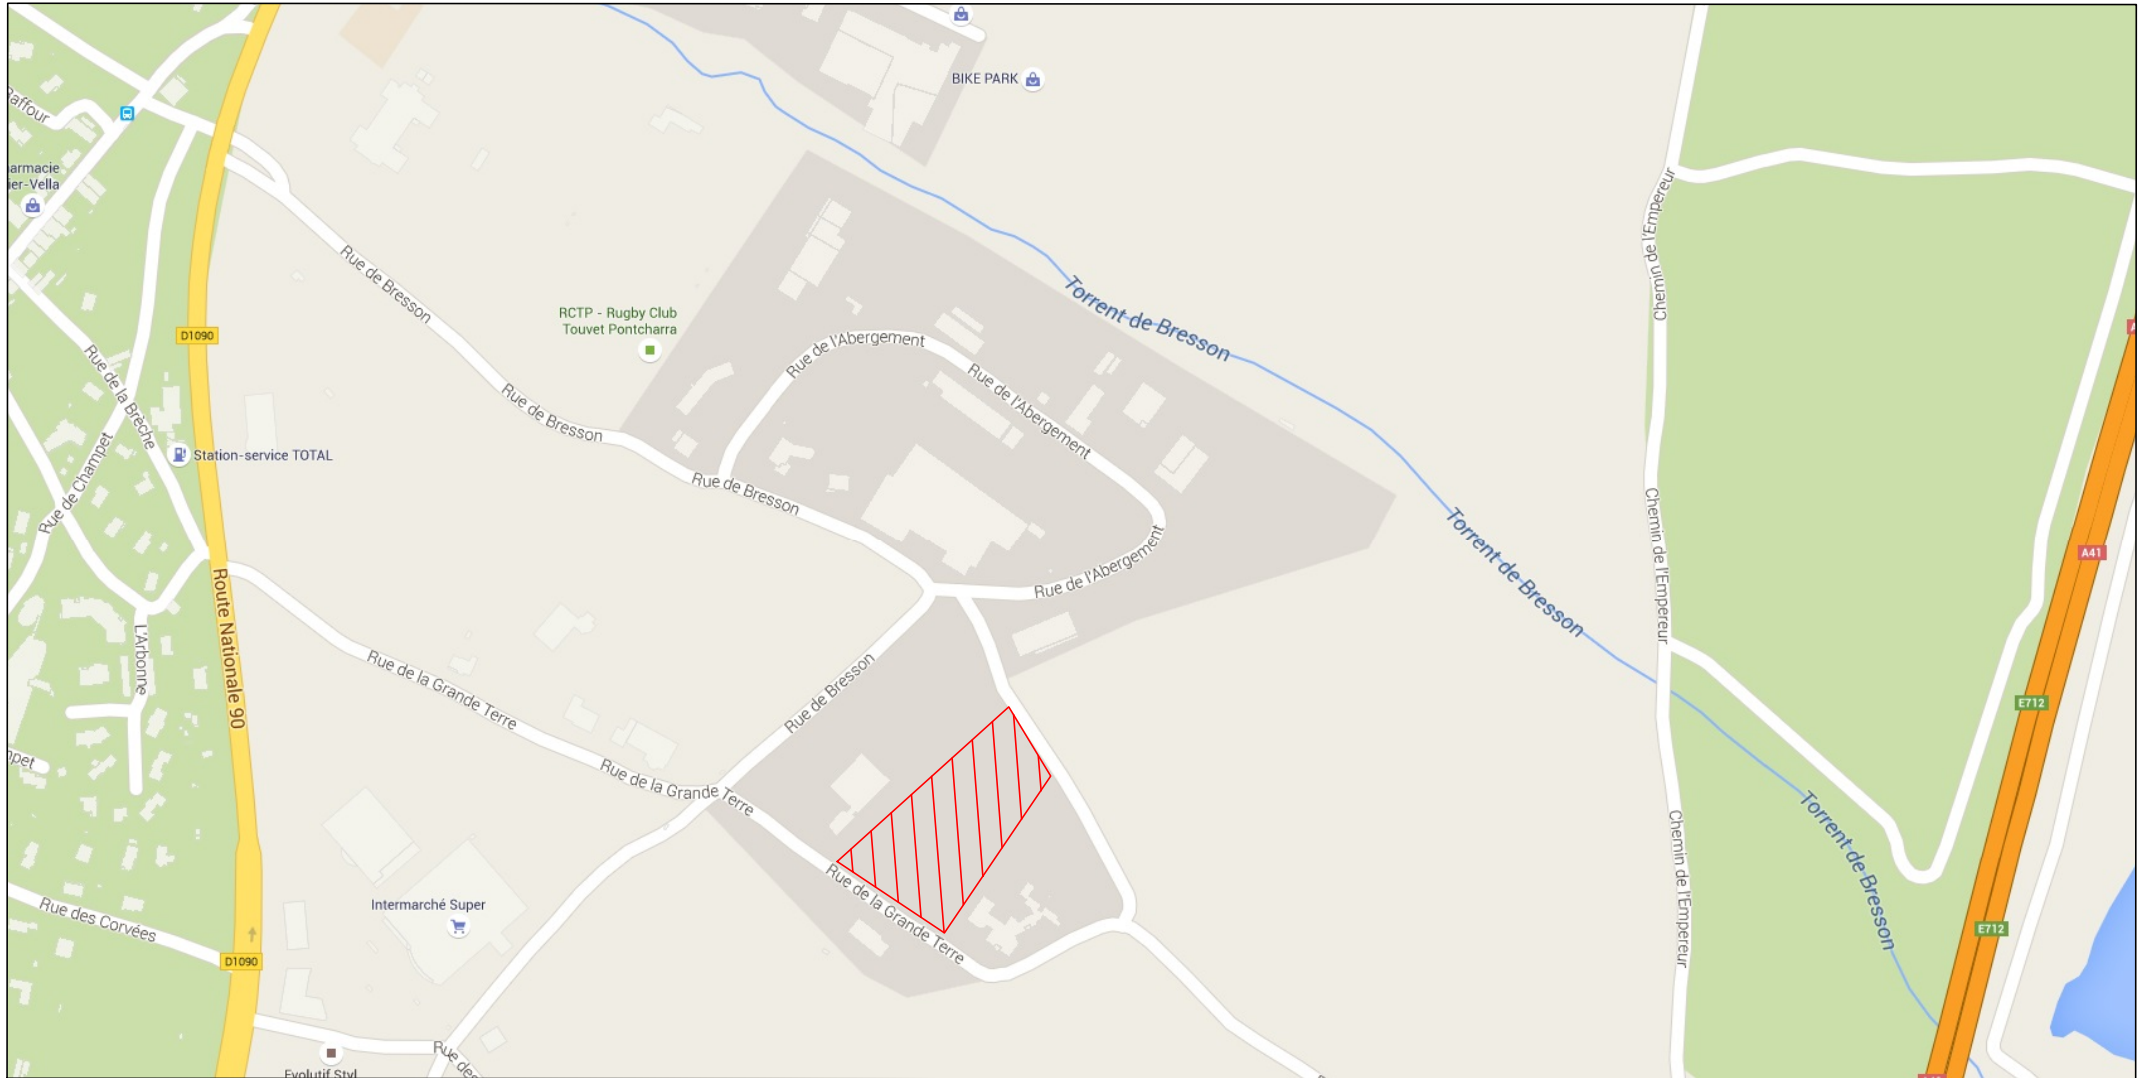 BIKE PARK
armacie
ier-Vella
Rue de Bresson
Chemin de l'Empereur
RCTP - Rugby Club
Touvet Pontcharra
D1090
Torrent de Bresson
Rue de l'Abergement
Rue de l'Abergement
Rue de la Brèche
Rue de Bresson
Rue de Champet
Station-service TOTAL
Rue de Bresson
Torrent de Bresson
Chemin de l'Empereur
A41
Rue de l'Abergement
Route Nationale 90
L'Arbonne
Rue de la Grande Terre
Rue de Bresson
E712
npet
Rue de la Grande Terre
Torrent de Bresson
Chemin de l'Empereur
Rue de la Grande Terre
Intermarché Super
Rue des Corvées
E712
D1090
Rue des
Evolutif Styl